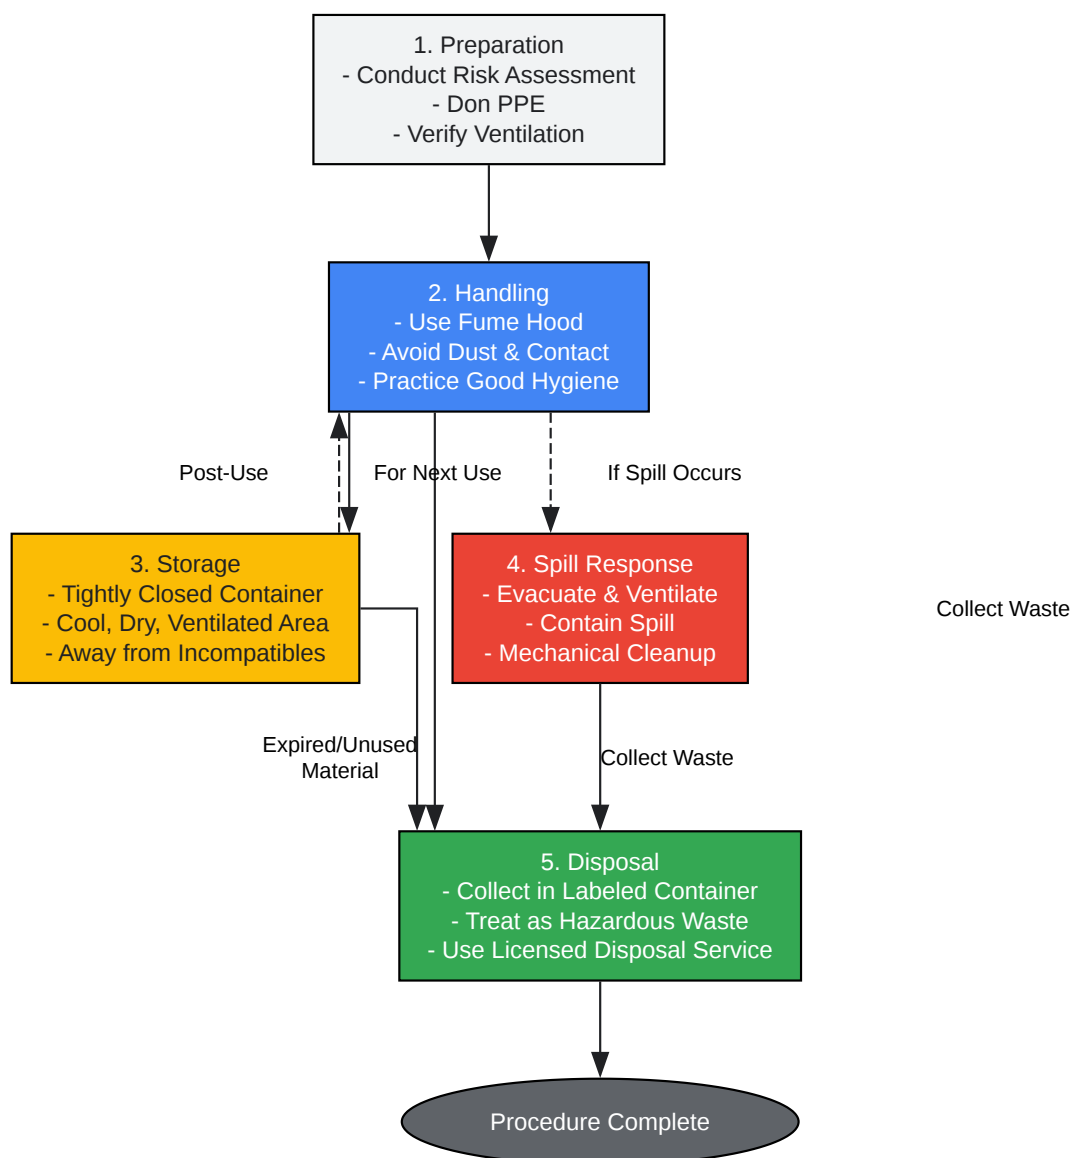 1. Preparation
- Conduct Risk Assessment
- Don PPE
- Verify Ventilation
2. Handling
- Use Fume Hood
- Avoid Dust & Contact
- Practice Good Hygiene
Post-Use
For Next Use
If Spill Occurs
3. Storage
- Tightly Closed Container
- Cool, Dry, Ventilated Area
- Away from Incompatibles
4. Spill Response
- Evacuate & Ventilate
- Contain Spill
- Mechanical Cleanup
Collect Waste
Expired/Unused
Material
Collect Waste
5. Disposal
- Collect in Labeled Container
- Treat as Hazardous Waste
- Use Licensed Disposal Service
Procedure Complete